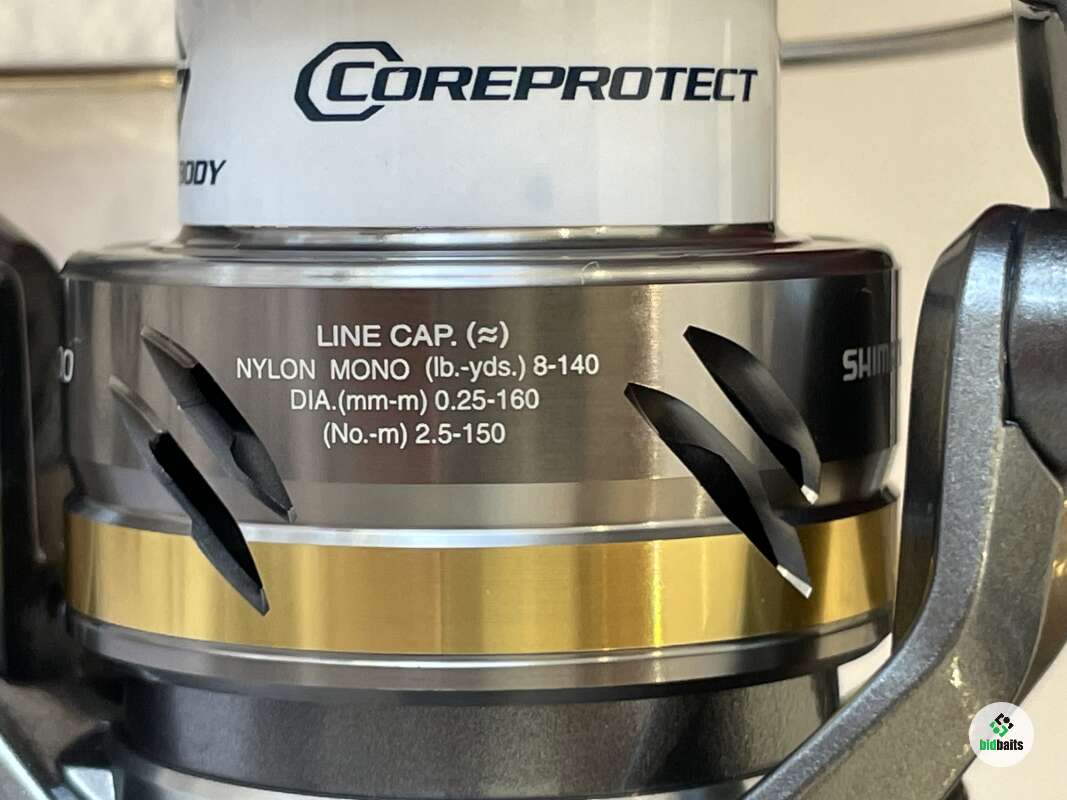 COREPROTECT
LINE CAP. (≈)
NYLON MONO (lb.-yds.) 8-140
DIA.(mm-m) 0.25-160
(No.-m) 2.5-150
bidbaits